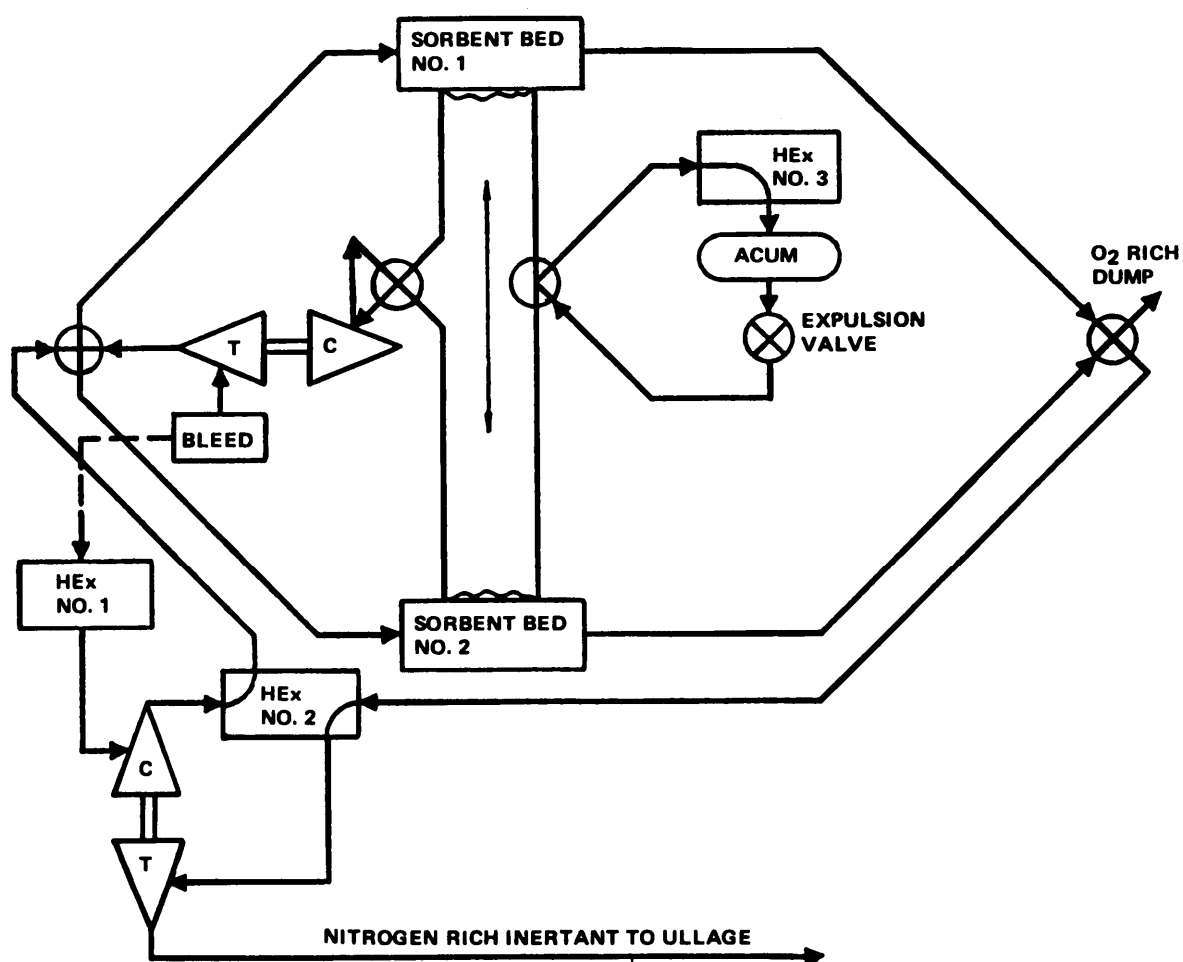 SORBENT BED
NO. 1
HEx
NO. 3
ACUM
EXPULSION
VALVE
O2 RICH
DUMP
T
C
BLEED
HEx
NO. 1
SORBENT BED
NO. 2
HEx
NO. 2
C
T
NITROGEN RICH INERTANT TO ULLAGE